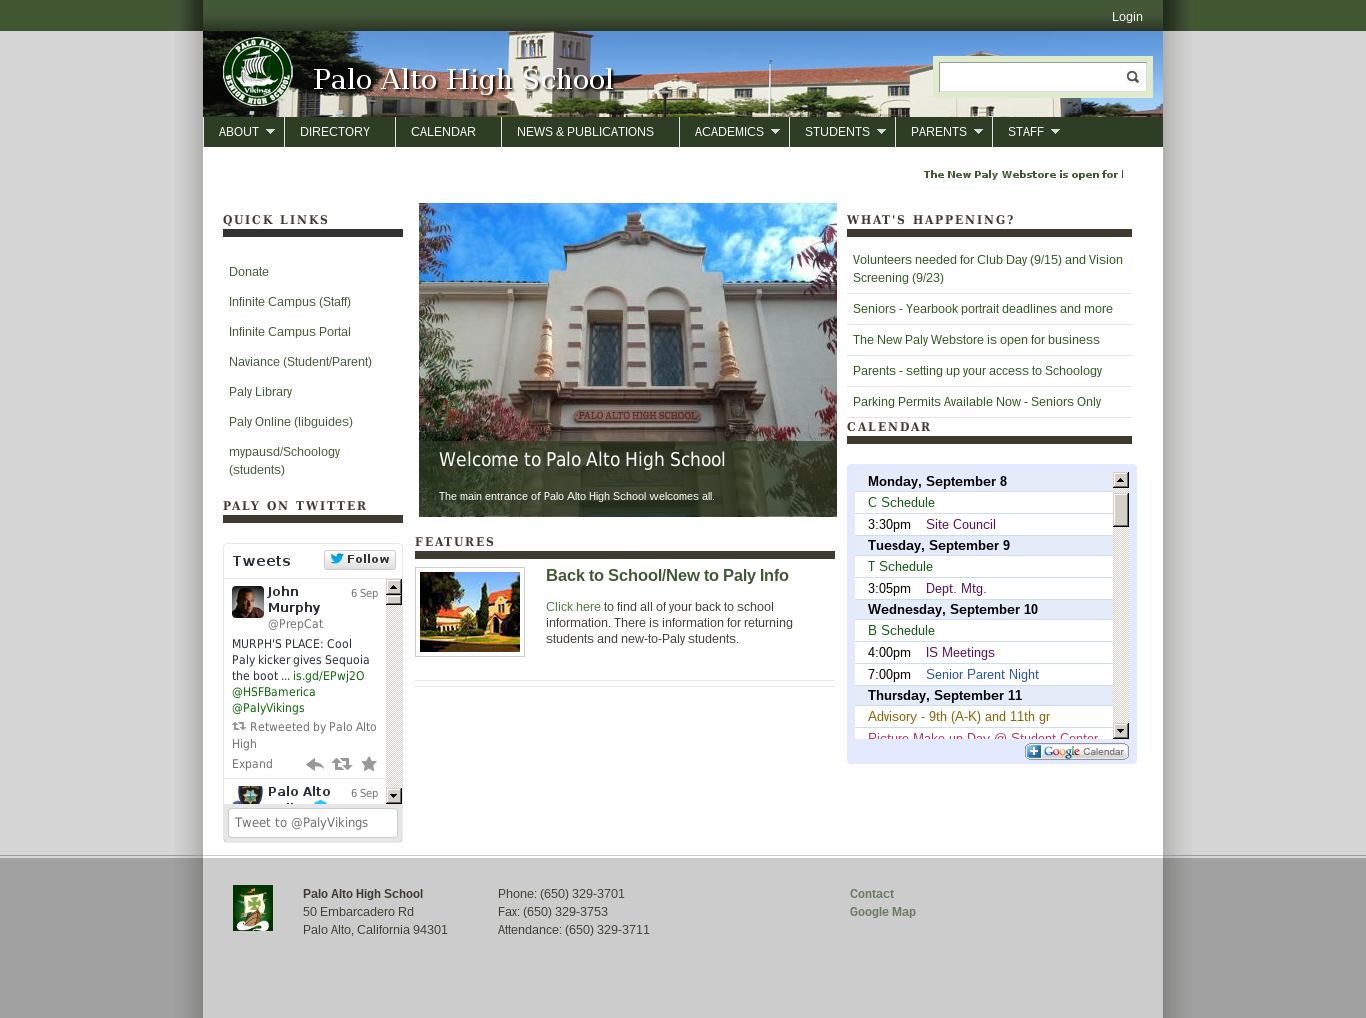 Login
PALO ALTO
Vikings
SENIOR HIGH SCHOOL
Palo Alto High School
ABOUT DIRECTORY CALENDAR NEWS & PUBLICATIONS ACADEMICS STUDENTS PARENTS STAFF
The New Paly Webstore is open for
QUICK LINKS
Donate
Infinite Campus (Staff)
Infinite Campus Portal
Naviance (Student/Parent)
Paly Library
Paly Online (libguides)
mypausd/Schoology
(students)
PALY ON TWITTER
Tweets
Follow
John
Murphy
6 Sep
@PrepCat
MURPH'S PLACE: Cool
Paly kicker gives Sequoia
the boot ... is.gd/EPwj2O
@HSFBamerica
@PalyVikings
Retweeted by Palo Alto
High
Expand
Palo Alto
6 Sep
Tweet to @PalyVikings
PALO ALTO HIGH SCHOOL
Welcome to Palo Alto High School
The main entrance of Palo Alto High School welcomes all.
FEATURES
Back to School/New to Paly Info
Click here to find all of your back to school
information. There is information for returning
students and new-to-Paly students.
WHAT'S HAPPENING?
Volunteers needed for Club Day (9/15) and Vision
Screening (9/23)
Seniors - Yearbook portrait deadlines and more
The New Paly Webstore is open for business
Parents - setting up your access to Schoology
Parking Permits Available Now - Seniors Only
CALENDAR
Monday, September 8
C Schedule
3:30pm Site Council
Tuesday, September 9
T Schedule
3:05pm Dept. Mtg.
Wednesday, September 10
B Schedule
4:00pm IS Meetings
7:00pm Senior Parent Night
Thursday, September 11
Advisory - 9th (A-K) and 11th gr
Picture Make-up Day @ Student Center
Google Calendar
Palo Alto High School
50 Embarcadero Rd
Palo Alto, California 94301
Phone: (650) 329-3701
Fax: (650) 329-3753
Attendance: (650) 329-3711
Contact
Google Map